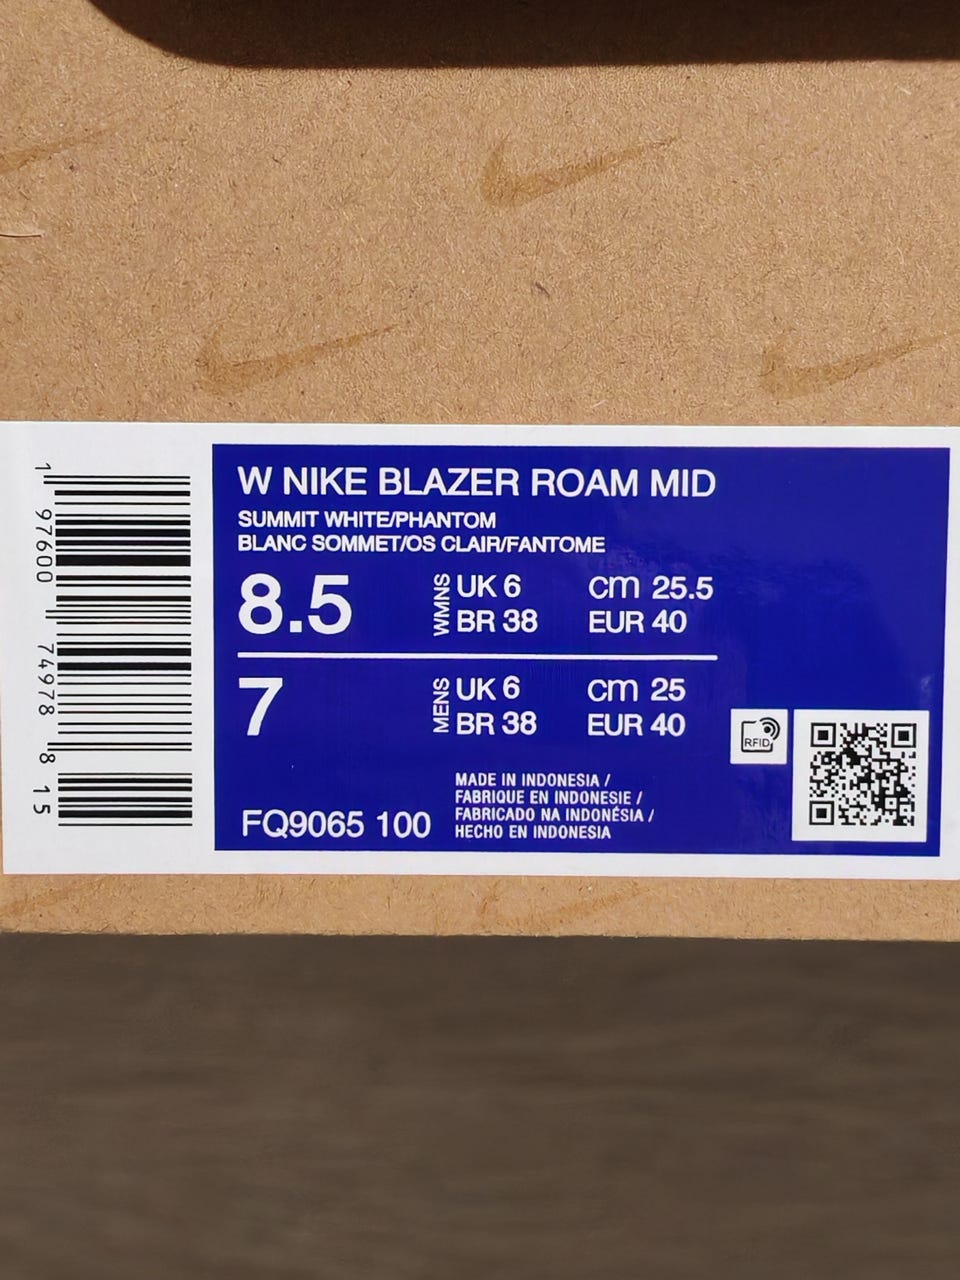 W NIKE BLAZER ROAM MID
SUMMIT WHITE/PHANTOM
BLANC SOMMET/OS CLAIR/FANTOME
8.5 WMNS UK 6 cm 25.5
BR 38 EUR 40
7 MENS UK 6 cm 25
BR 38 EUR 40
RFID
MADE IN INDONESIA /
FABRIQUE EN INDONESIE /
FABRICADO NA INDONÉSIA /
HECHO EN INDONESIA
FQ9065 100
1 97600 74978 8 15